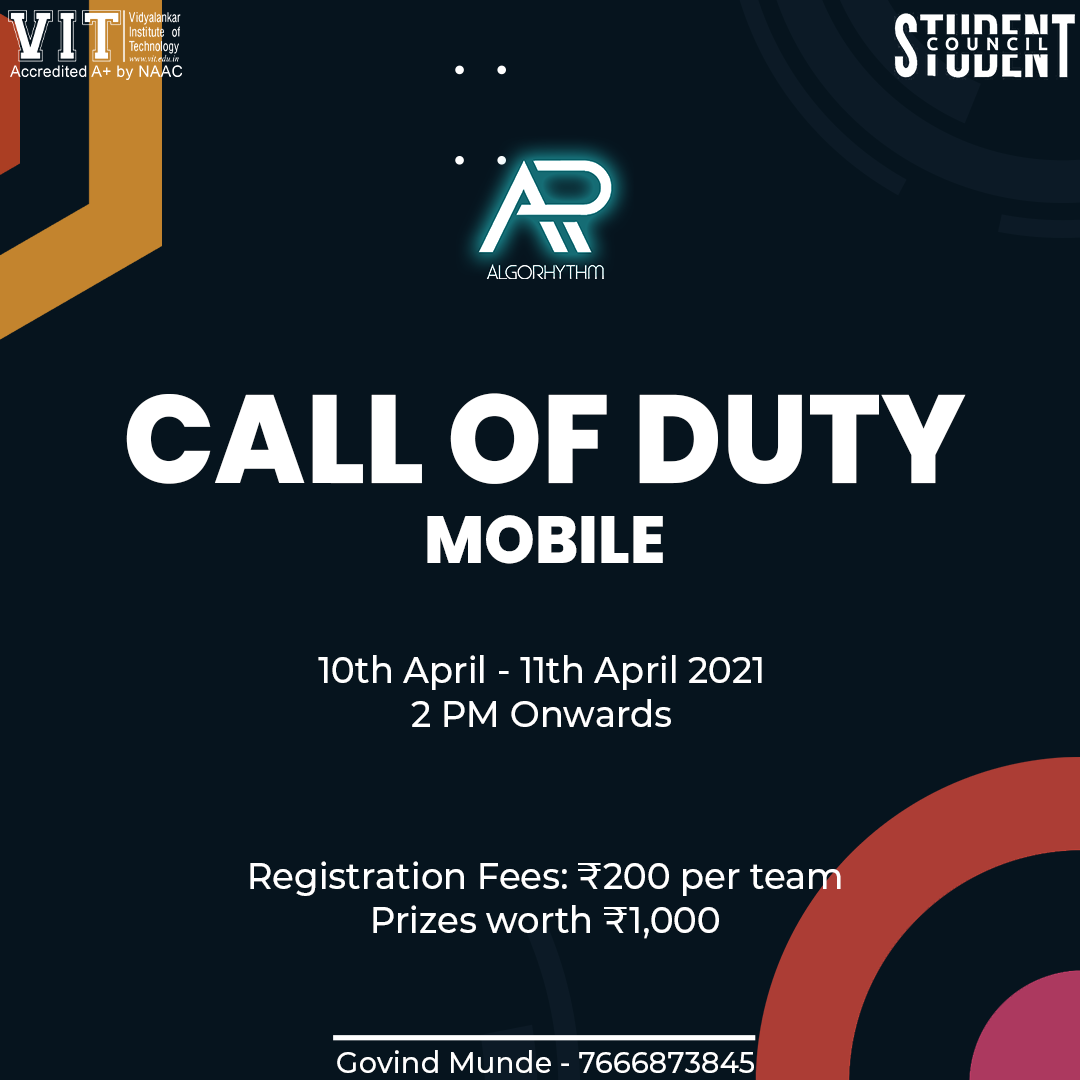 VIT
Vidyalankar
Institute of
Technology
www.vit.edu.in
Accredited A+ by NAAC
STUDENT
COUNCIL
STUDENT
AR
ALGORHYTHM
CALL OF DUTY
MOBILE
10th April - 11th April 2021
2 PM Onwards
Registration Fees: ₹200 per team
Prizes worth ₹1,000
Govind Munde - 7666873845